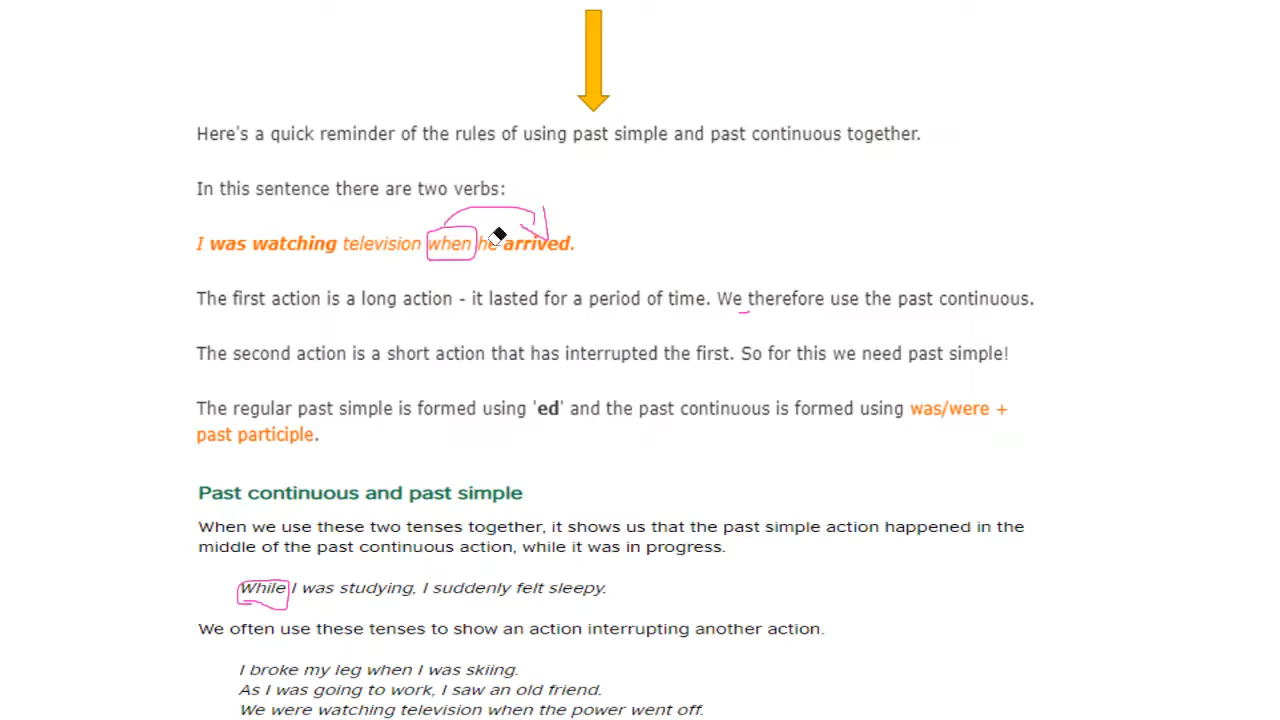 Here's a quick reminder of the rules of using past simple and past continuous together.
In this sentence there are two verbs:
I was watching television when he arrived.
The first action is a long action - it lasted for a period of time. We therefore use the past continuous.
The second action is a short action that has interrupted the first. So for this we need past simple!
The regular past simple is formed using 'ed' and the past continuous is formed using was/were +
past participle.
Past continuous and past simple
When we use these two tenses together, it shows us that the past simple action happened in the
middle of the past continuous action, while it was in progress.
While I was studying, I suddenly felt sleepy.
We often use these tenses to show an action interrupting another action.
I broke my leg when I was skiing.
As I was going to work, I saw an old friend.
We were watching television when the power went off.